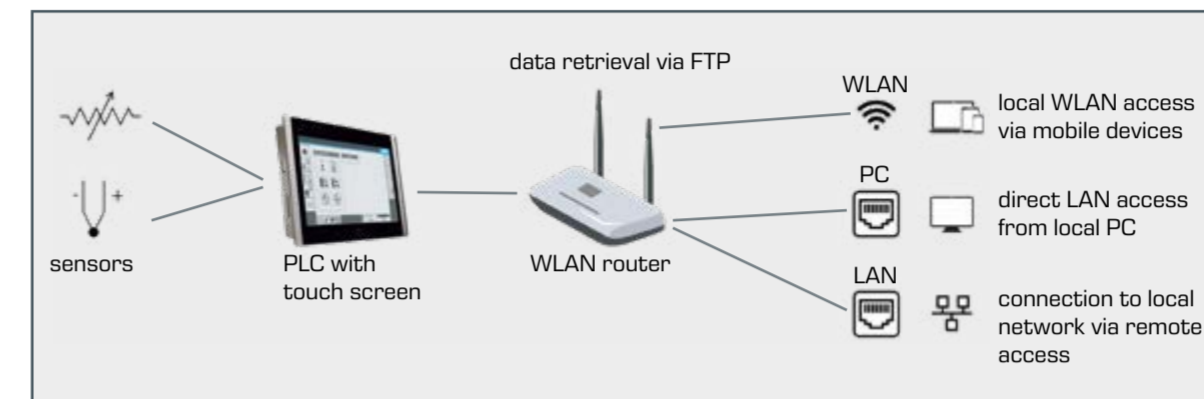 data retrieval via FTP
WLAN
local WLAN access
via mobile devices
PC
direct LAN access
from local PC
sensors
PLC with
touch screen
WLAN router
LAN
connection to local
network via remote
access
- +